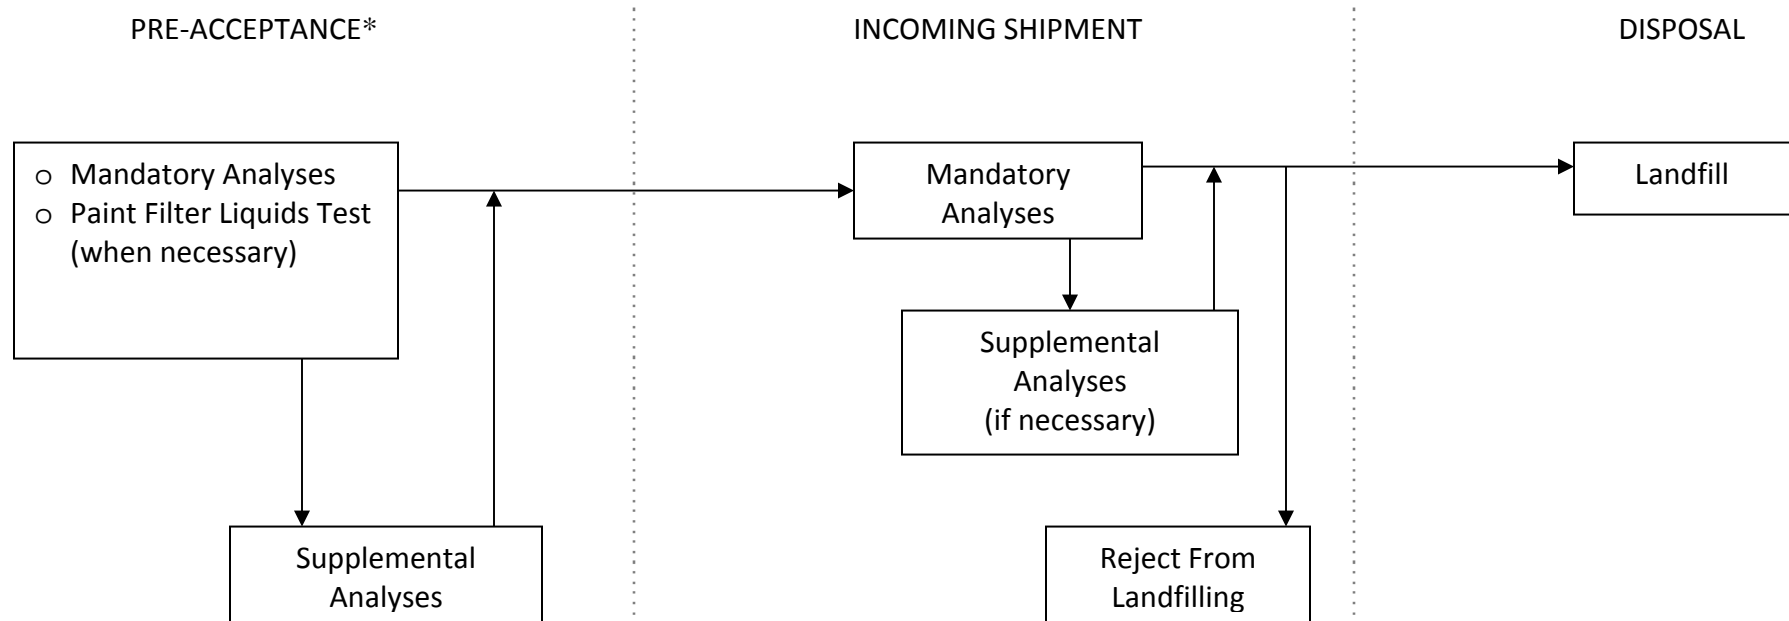 PRE-ACCEPTANCE*
INCOMING SHIPMENT
DISPOSAL
o Mandatory Analyses
o Paint Filter Liquids Test
(when necessary)
Mandatory
Analyses
Landfill
Supplemental
Analyses
(if necessary)
Supplemental
Analyses
Reject From
Landfilling